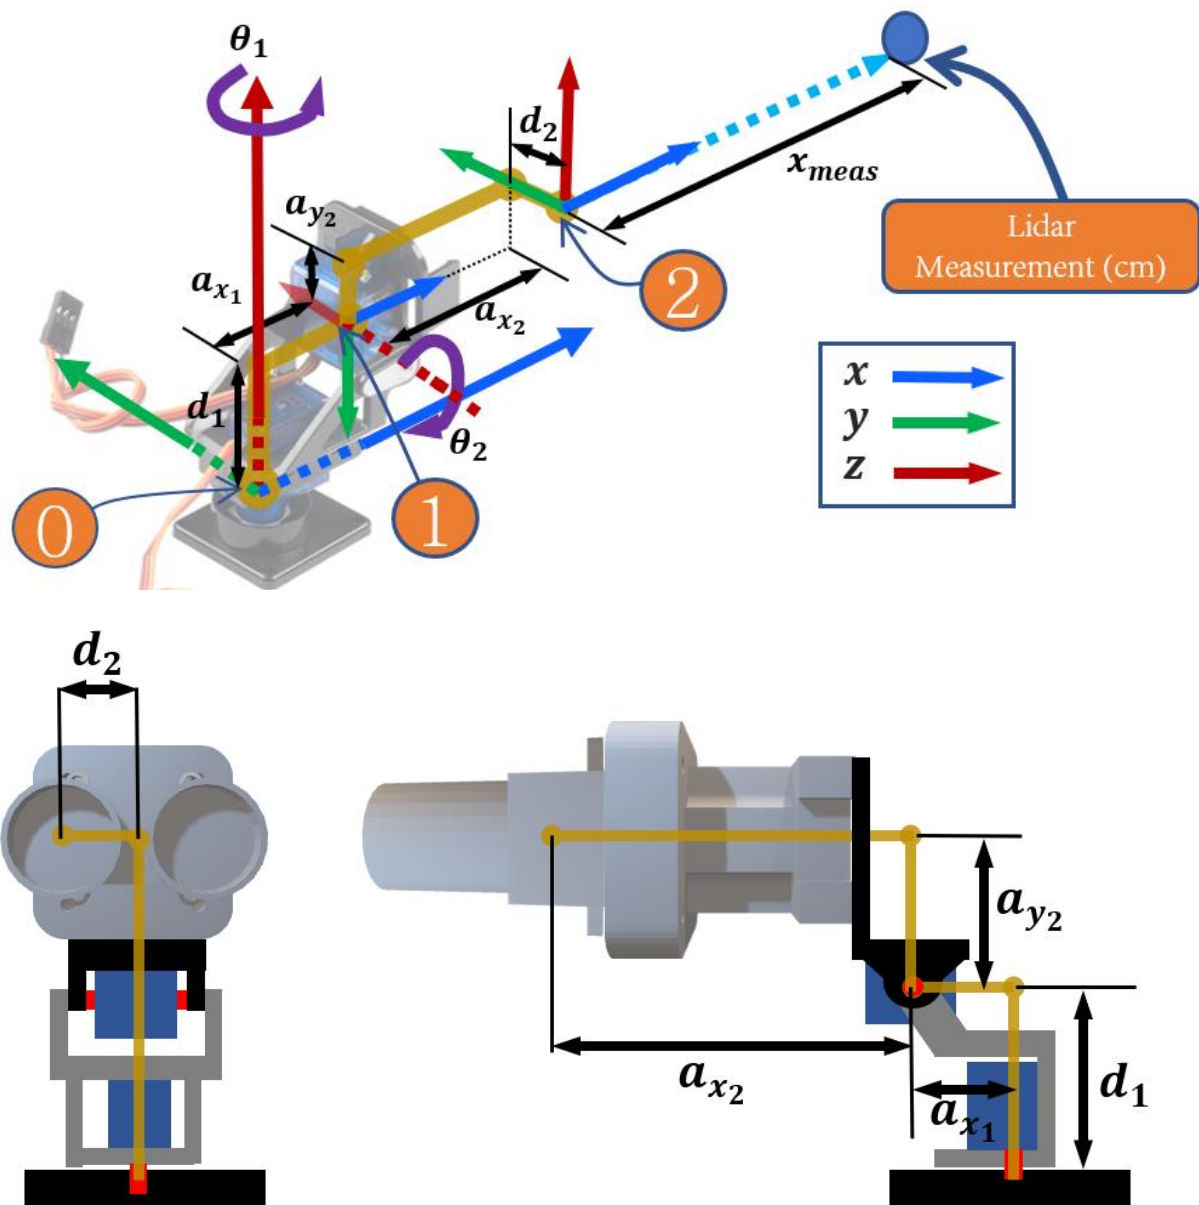 θ₁
d₂
x_meas
Lidar
Measurement (cm)
a_y₂
a_x₁
2
a_x₂
x
y
z
d₁
θ₂
0
1
d₂
a_y₂
a_x₂
a_x₁
d₁